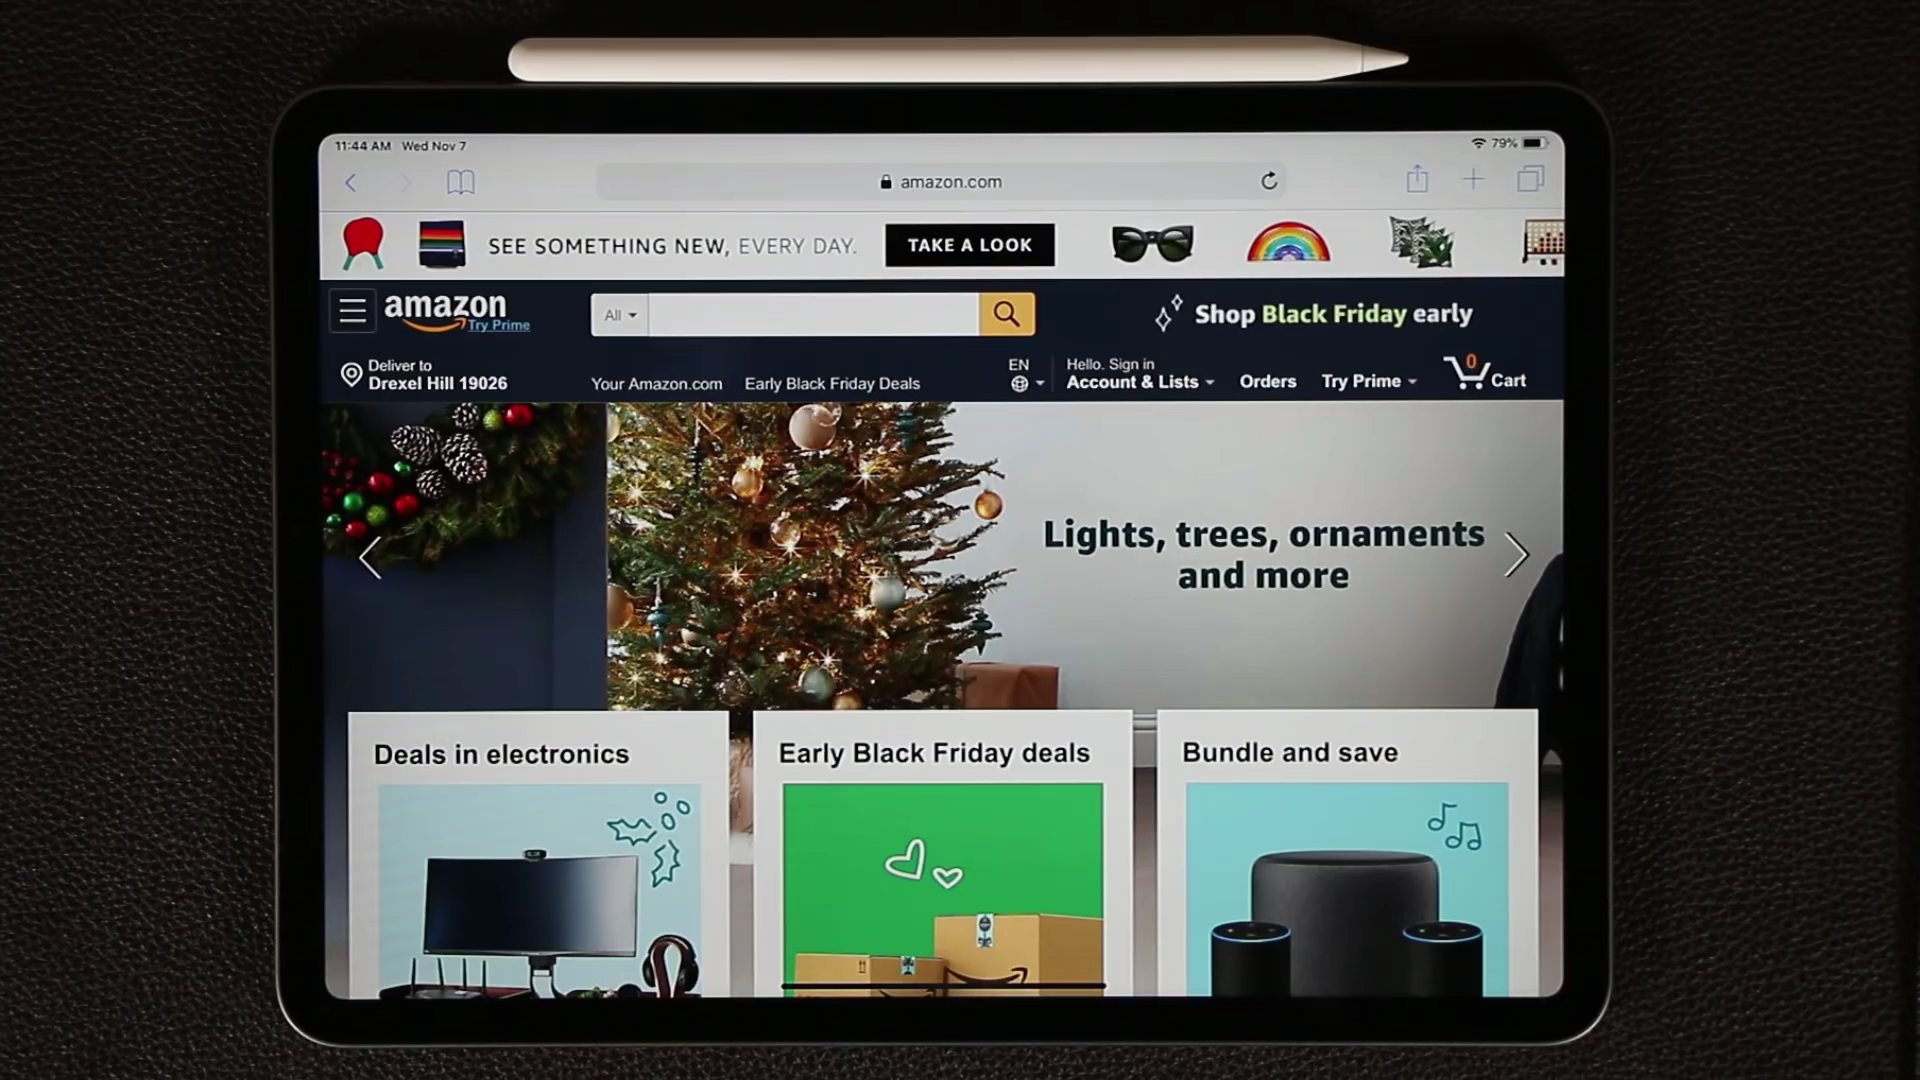 11:44 AM Wed Nov 7
79%
amazon.com
SEE SOMETHING NEW, EVERY DAY.
TAKE A LOOK
amazon
Try Prime
All
Shop Black Friday early
Deliver to
Drexel Hill 19026
Your Amazon.com
Early Black Friday Deals
EN
Hello. Sign in
Account & Lists
Orders
Try Prime
0
Cart
Lights, trees, ornaments
and more
Deals in electronics
Early Black Friday deals
Bundle and save